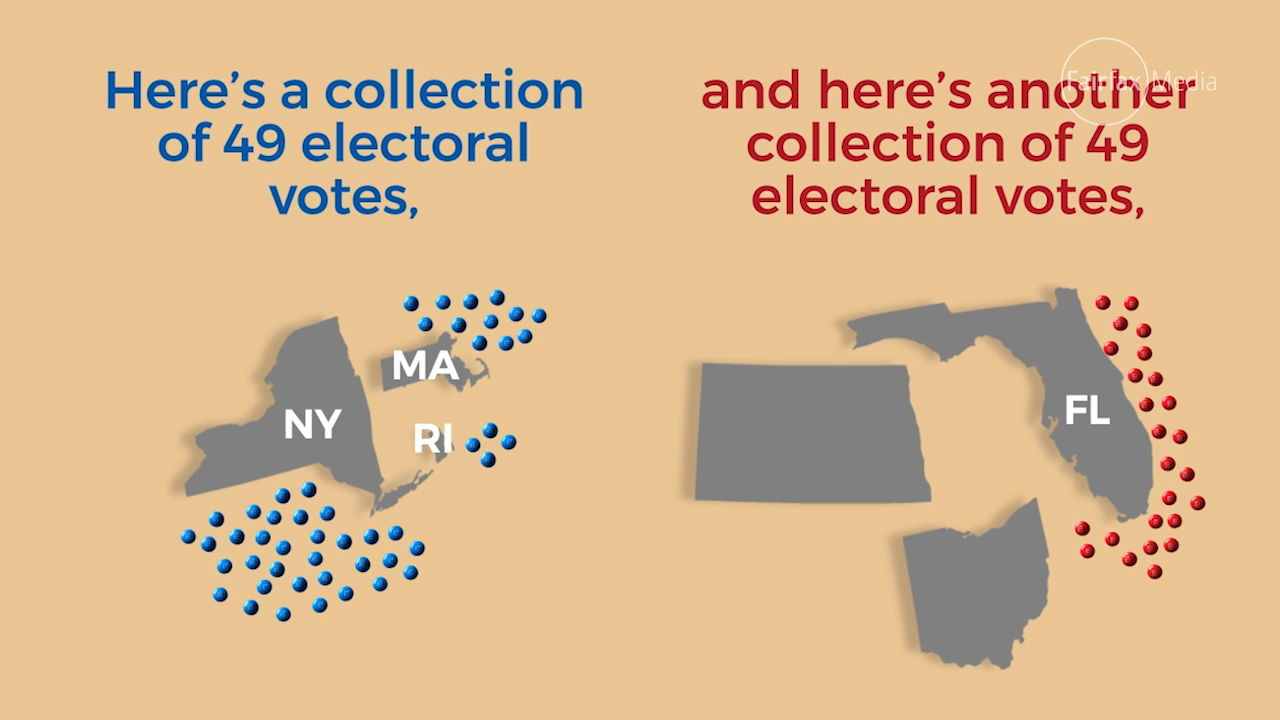 Here’s a collection
of 49 electoral
votes,
and here’s another
collection of 49
electoral votes,
Fairfax Media
MA
NY
RI
FL